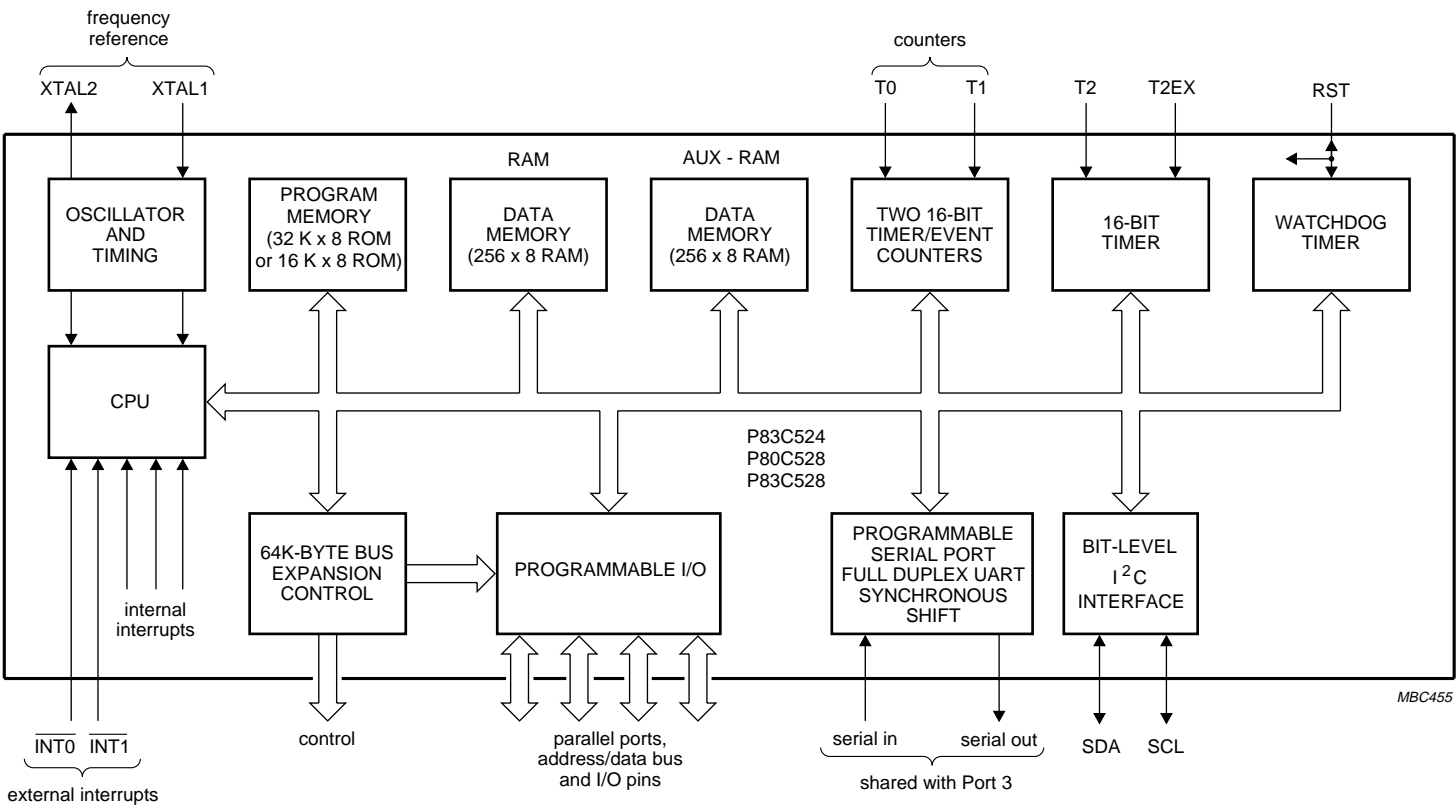 frequency
reference
counters
XTAL2
XTAL1
T0
T1
T2
T2EX
RST
RAM
AUX - RAM
OSCILLATOR
AND
TIMING
PROGRAM
MEMORY
(32 K x 8 ROM
or 16 K x 8 ROM)
DATA
MEMORY
(256 x 8 RAM)
DATA
MEMORY
(256 x 8 RAM)
TWO 16-BIT
TIMER/EVENT
COUNTERS
16-BIT
TIMER
WATCHDOG
TIMER
CPU
P83C524
P80C528
P83C528
internal
interrupts
64K-BYTE BUS
EXPANSION
CONTROL
PROGRAMMABLE I/O
PROGRAMMABLE
SERIAL PORT
FULL DUPLEX UART
SYNCHRONOUS
SHIFT
BIT-LEVEL
I²C
INTERFACE
MBC455
INT0
INT1
external interrupts
control
parallel ports,
address/data bus
and I/O pins
serial in
serial out
shared with Port 3
SDA
SCL